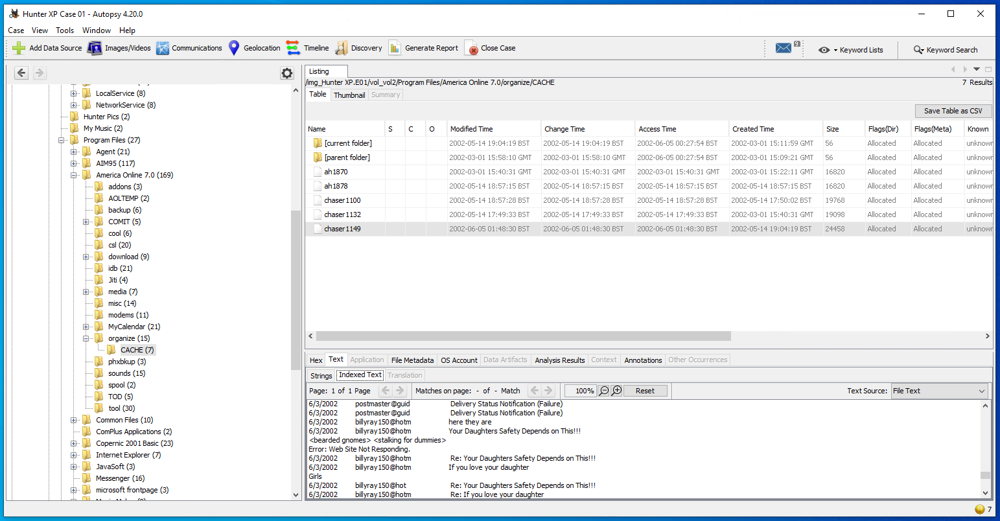 Hunter XP Case 01 - Autopsy 4.20.0
Case View Tools Window Help
Add Data Source Images/Videos Communications Geolocation Timeline Discovery Generate Report Close Case 9 Keyword Lists Keyword Search
LocalService (8)
NetworkService (8)
Hunter Pics (2)
My Music (2)
Program Files (27)
Agent (21)
AIM95 (117)
America Online 7.0 (169)
addons (3)
AOLTEMP (2)
backup (6)
COMIT (5)
cool (6)
csl (20)
download (9)
idb (21)
Jiti (4)
media (7)
misc (14)
modems (11)
MyCalendar (21)
organize (15)
CACHE (7)
phxbkup (3)
sounds (15)
spool (2)
TOD (5)
tool (30)
Common Files (10)
ComPlus Applications (2)
Copernic 2001 Basic (23)
Internet Explorer (7)
JavaSoft (3)
Messenger (16)
microsoft frontpage (3)
Listing
/img_Hunter XP.E01/vol_vol2/Program Files/America Online 7.0/organize/CACHE 7 Results
Table Thumbnail Summary
Save Table as CSV
Name S C O Modified Time Change Time Access Time Created Time Size Flags(Dir) Flags(Meta) Known
[current folder] 2002-05-14 19:04:19 BST 2002-05-14 19:04:19 BST 2002-06-05 00:27:54 BST 2002-03-01 15:11:59 GMT 56 Allocated Allocated unknown
[parent folder] 2002-03-01 15:58:10 GMT 2002-03-01 15:58:10 GMT 2002-06-05 00:27:54 BST 2002-03-01 15:09:21 GMT 56 Allocated Allocated unknown
ah1870 2002-03-01 15:40:31 GMT 2002-03-01 15:40:31 GMT 2002-03-01 15:40:31 GMT 2002-03-01 15:22:11 GMT 16820 Allocated Allocated unknown
ah1878 2002-05-14 18:57:15 BST 2002-05-14 18:57:15 BST 2002-05-14 18:57:15 BST 2002-05-14 18:57:15 BST 16820 Allocated Allocated unknown
chaser1100 2002-05-14 18:57:28 BST 2002-05-14 18:57:28 BST 2002-05-14 18:57:28 BST 2002-05-14 17:50:02 BST 19768 Allocated Allocated unknown
chaser1132 2002-05-14 17:49:33 BST 2002-05-14 17:49:33 BST 2002-05-14 17:49:33 BST 2002-03-01 15:40:31 GMT 19098 Allocated Allocated unknown
chaser1149 2002-06-05 01:48:30 BST 2002-06-05 01:48:30 BST 2002-06-05 01:48:30 BST 2002-05-14 19:04:19 BST 24458 Allocated Allocated unknown
Hex Text Application File Metadata OS Account Data Artifacts Analysis Results Context Annotations Other Occurrences
Strings Indexed Text Translation
Page: 1 of 1 Page Matches on page: - of - Match 100% Reset Text Source: File Text
6/3/2002 postmaster@guid Delivery Status Notification (Failure)
6/3/2002 postmaster@guid Delivery Status Notification (Failure)
6/3/2002 billyray150@hotm here they are
6/3/2002 billyray150@hotm Your Daughters Safety Depends on This!!!
<bearded gnomes> <stalking for dummies>
Error: Web Site Not Responding.
6/3/2002 billyray150@hotm Re: Your Daughters Safety Depends on This!!!
6/3/2002 billyray150@hotm If you love your daughter
Girls
6/3/2002 billyray150@hot Re: Your Daughters Safety Depends on This!!!
6/3/2002 billyray150@hotm Re: If you love your daughter
7